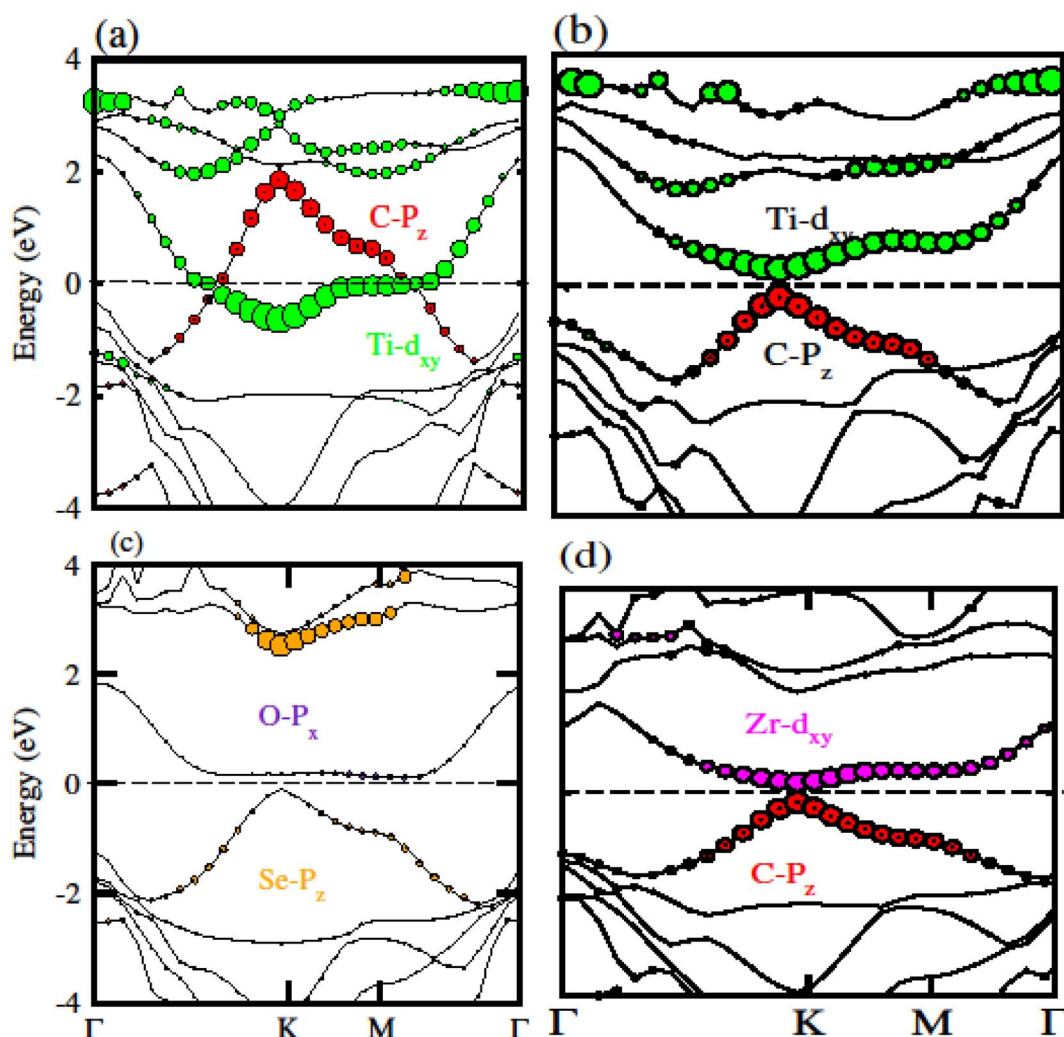 (a)
(b)
4
2
0
-2
-4
Energy (eV)
C-Pz
Ti-dxy
Ti-dxy
C-Pz
(c)
(d)
4
2
0
-2
-4
Energy (eV)
O-Px
Se-Pz
Zr-dxy
C-Pz
Γ K M Γ
Γ K M Γ